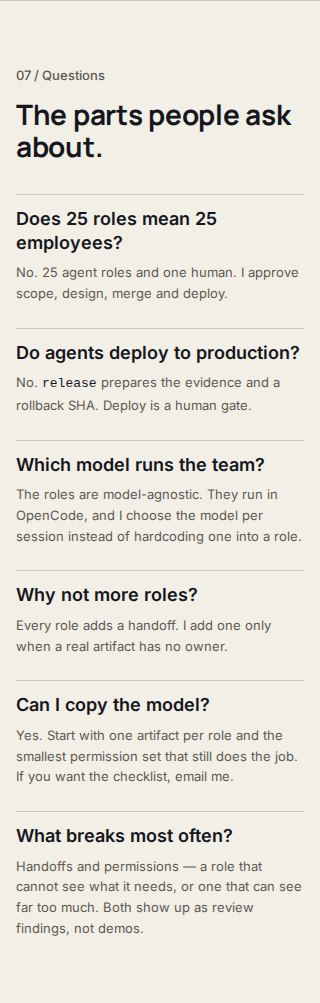 07 / Questions
The parts people ask
about.
Does 25 roles mean 25
employees?
No. 25 agent roles and one human. I approve
scope, design, merge and deploy.
Do agents deploy to production?
No. release prepares the evidence and a
rollback SHA. Deploy is a human gate.
Which model runs the team?
The roles are model-agnostic. They run in
OpenCode, and I choose the model per
session instead of hardcoding one into a role.
Why not more roles?
Every role adds a handoff. I add one only
when a real artifact has no owner.
Can I copy the model?
Yes. Start with one artifact per role and the
smallest permission set that still does the job.
If you want the checklist, email me.
What breaks most often?
Handoffs and permissions — a role that
cannot see what it needs, or one that can see
far too much. Both show up as review
findings, not demos.